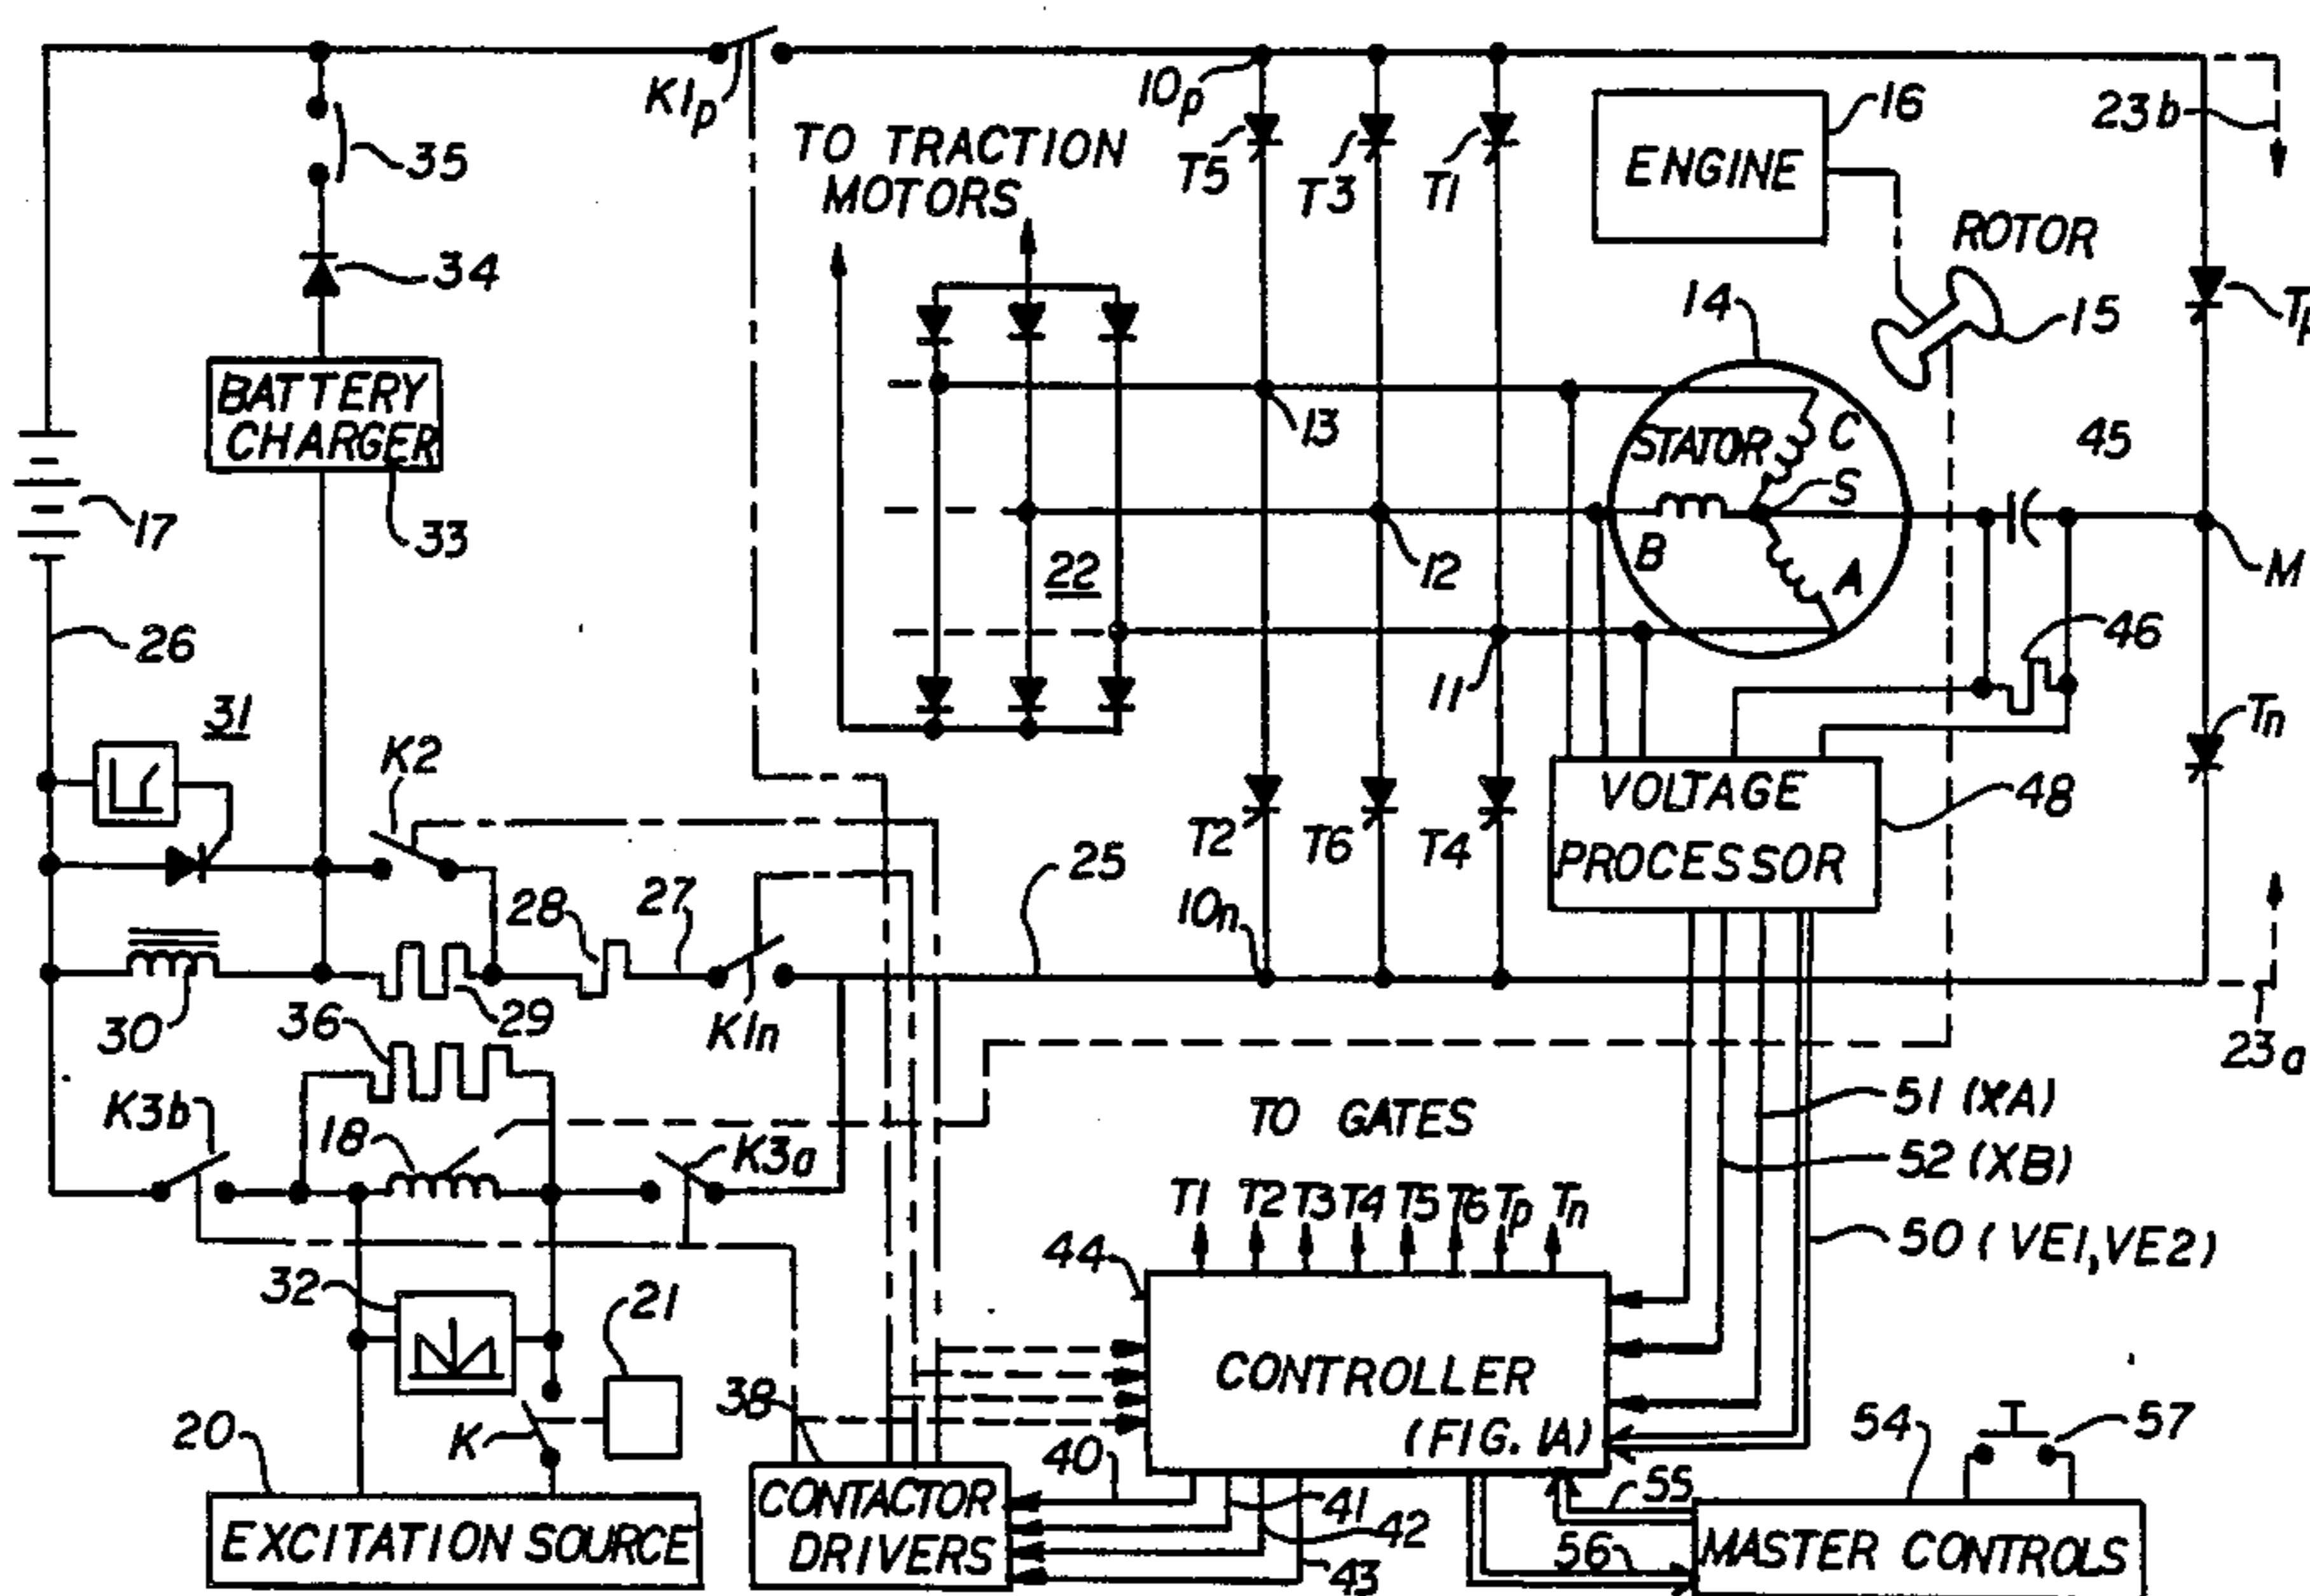 K1p
10p
16
23b
35
TO TRACTION
MOTORS
T5
T3
T1
ENGINE
ROTOR
34
14
15
Tp
BATTERY
CHARGER
13
STATOR
C
45
S
17
33
B
12
A
M
22
26
46
11
31
Tn
K2
VOLTAGE
PROCESSOR
48
T2
T6
T4
28
27
25
10n
30
29
K1n
36
23a
K3b
18
K3a
TO GATES
51 (XA)
52 (XB)
T1 T2 T3 T4 T5 T6 Tp Tn
44
50 (VE1, VE2)
32
21
CONTROLLER
(FIG. 1A)
38
K
20
40
54
57
EXCITATION SOURCE
CONTACTOR
DRIVERS
41
42
43
55
56
MASTER CONTROLS